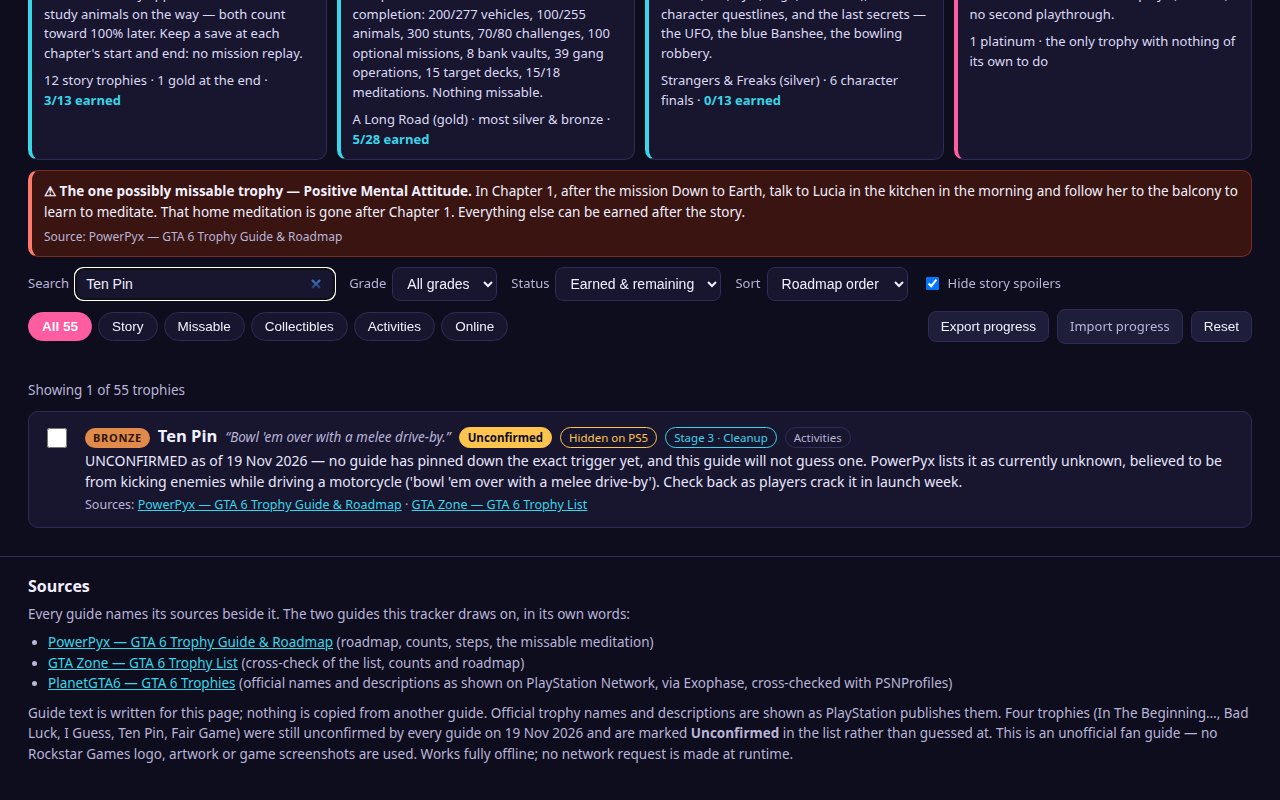 study animals on the way — both count
toward 100% later. Keep a save at each
chapter's start and end: no mission replay.
12 story trophies · 1 gold at the end ·
3/13 earned
completion: 200/277 vehicles, 100/255
animals, 300 stunts, 70/80 challenges, 100
optional missions, 8 bank vaults, 39 gang
operations, 15 target decks, 15/18
meditations. Nothing missable.
A Long Road (gold) · most silver & bronze ·
5/28 earned
character questlines, and the last secrets —
the UFO, the blue Banshee, the bowling
robbery.
Strangers & Freaks (silver) · 6 character
finals · 0/13 earned
no second playthrough.
1 platinum · the only trophy with nothing of
its own to do
⚠ The one possibly missable trophy — Positive Mental Attitude. In Chapter 1, after the mission Down to Earth, talk to Lucia in the kitchen in the morning and follow her to the balcony to
learn to meditate. That home meditation is gone after Chapter 1. Everything else can be earned after the story.
Source: PowerPyx — GTA 6 Trophy Guide & Roadmap
Search Ten Pin ✕ Grade All grades Status Earned & remaining Sort Roadmap order Hide story spoilers
All 55 Story Missable Collectibles Activities Online Export progress Import progress Reset
Showing 1 of 55 trophies
BRONZE Ten Pin “Bowl 'em over with a melee drive-by.” Unconfirmed Hidden on PS5 Stage 3 · Cleanup Activities
UNCONFIRMED as of 19 Nov 2026 — no guide has pinned down the exact trigger yet, and this guide will not guess one. PowerPyx lists it as currently unknown, believed to be
from kicking enemies while driving a motorcycle ('bowl 'em over with a melee drive-by'). Check back as players crack it in launch week.
Sources: PowerPyx — GTA 6 Trophy Guide & Roadmap · GTA Zone — GTA 6 Trophy List
Sources
Every guide names its sources beside it. The two guides this tracker draws on, in its own words:
• PowerPyx — GTA 6 Trophy Guide & Roadmap (roadmap, counts, steps, the missable meditation)
• GTA Zone — GTA 6 Trophy List (cross-check of the list, counts and roadmap)
• PlanetGTA6 — GTA 6 Trophies (official names and descriptions as shown on PlayStation Network, via Exophase, cross-checked with PSNProfiles)
Guide text is written for this page; nothing is copied from another guide. Official trophy names and descriptions are shown as PlayStation publishes them. Four trophies (In The Beginning..., Bad
Luck, I Guess, Ten Pin, Fair Game) were still unconfirmed by every guide on 19 Nov 2026 and are marked Unconfirmed in the list rather than guessed at. This is an unofficial fan guide — no
Rockstar Games logo, artwork or game screenshots are used. Works fully offline; no network request is made at runtime.